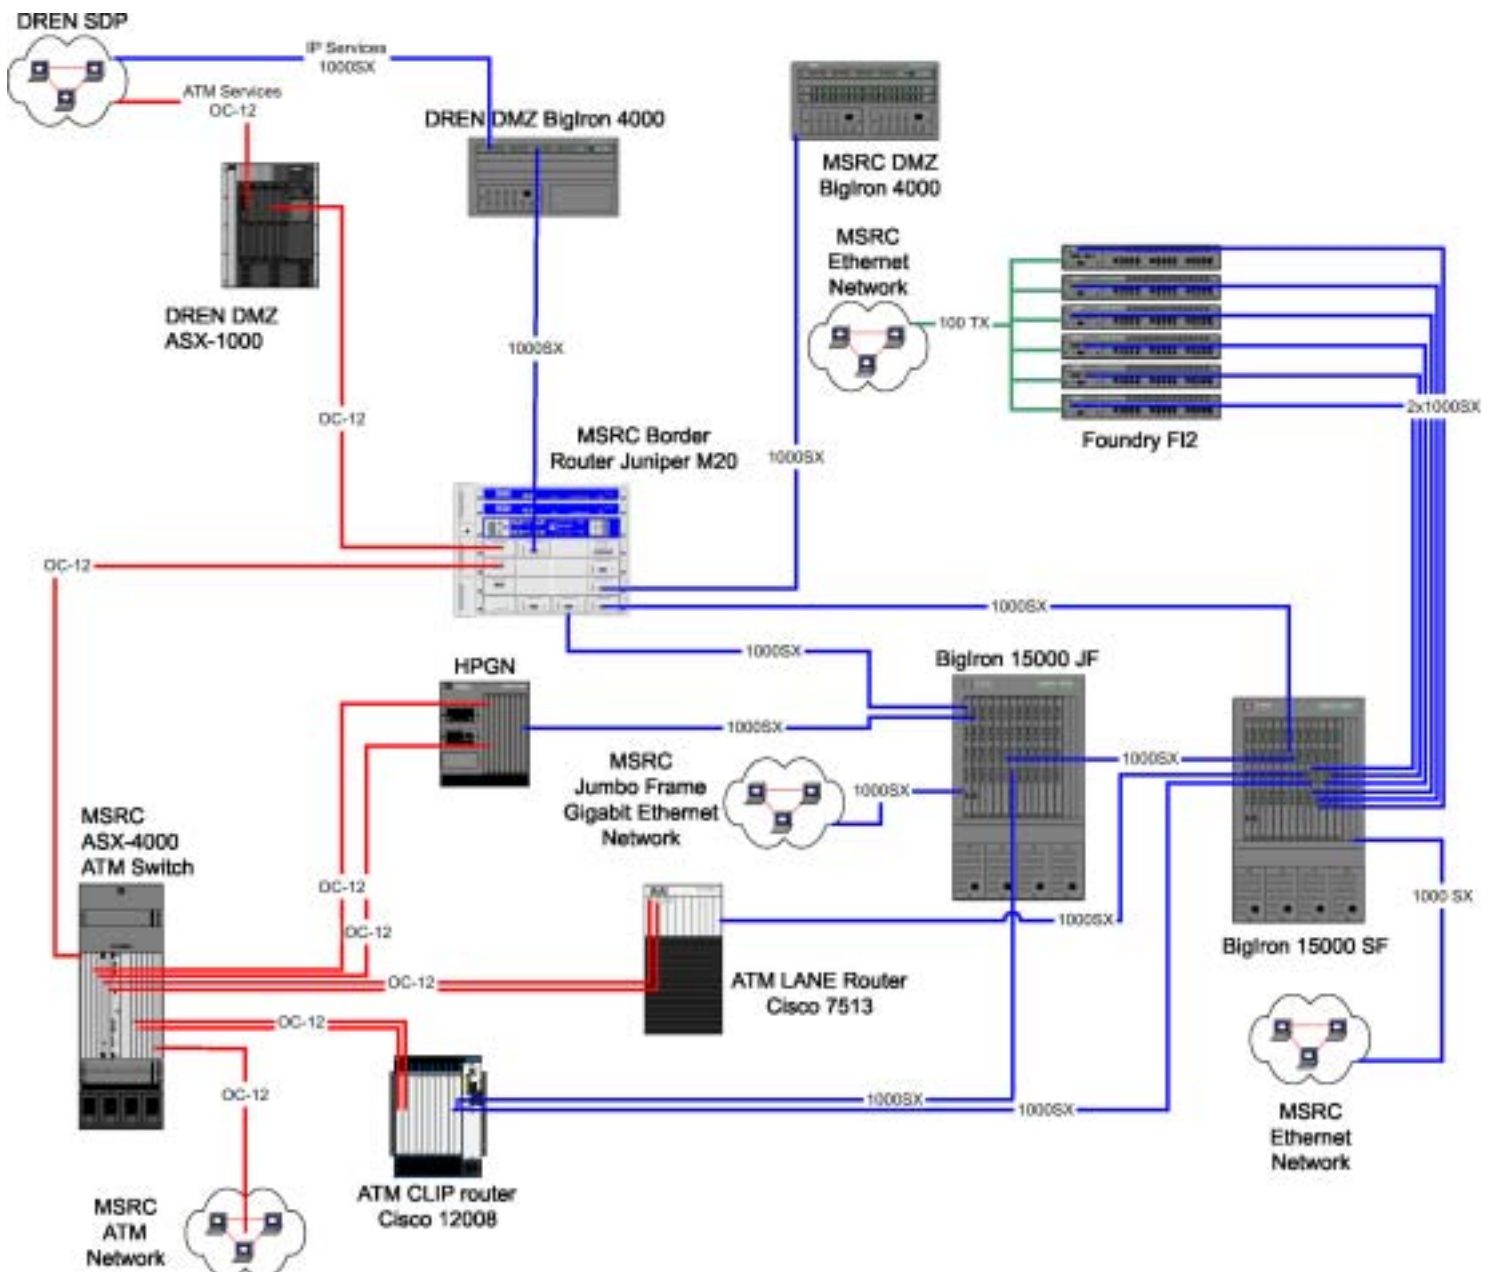 DREN SDP
IP Services
1000SX
ATM Services
OC-12
DREN DMZ BigIron 4000
MSRC DMZ
BigIron 4000
DREN DMZ
ASX-1000
MSRC
Ethernet
Network
100 TX
1000SX
OC-12
2x1000SX
Foundry FI2
MSRC Border
Router Juniper M20
1000SX
OC-12
1000SX
1000SX
HPGN
BigIron 15000 JF
1000SX
1000SX
MSRC
Jumbo Frame
Gigabit Ethernet
Network
1000SX
MSRC
ASX-4000
ATM Switch
OC-12
OC-12
1000SX
1000 SX
BigIron 15000 SF
OC-12
ATM LANE Router
Cisco 7513
OC-12
OC-12
1000SX
1000SX
MSRC
Ethernet
Network
ATM CLIP router
Cisco 12008
MSRC
ATM
Network